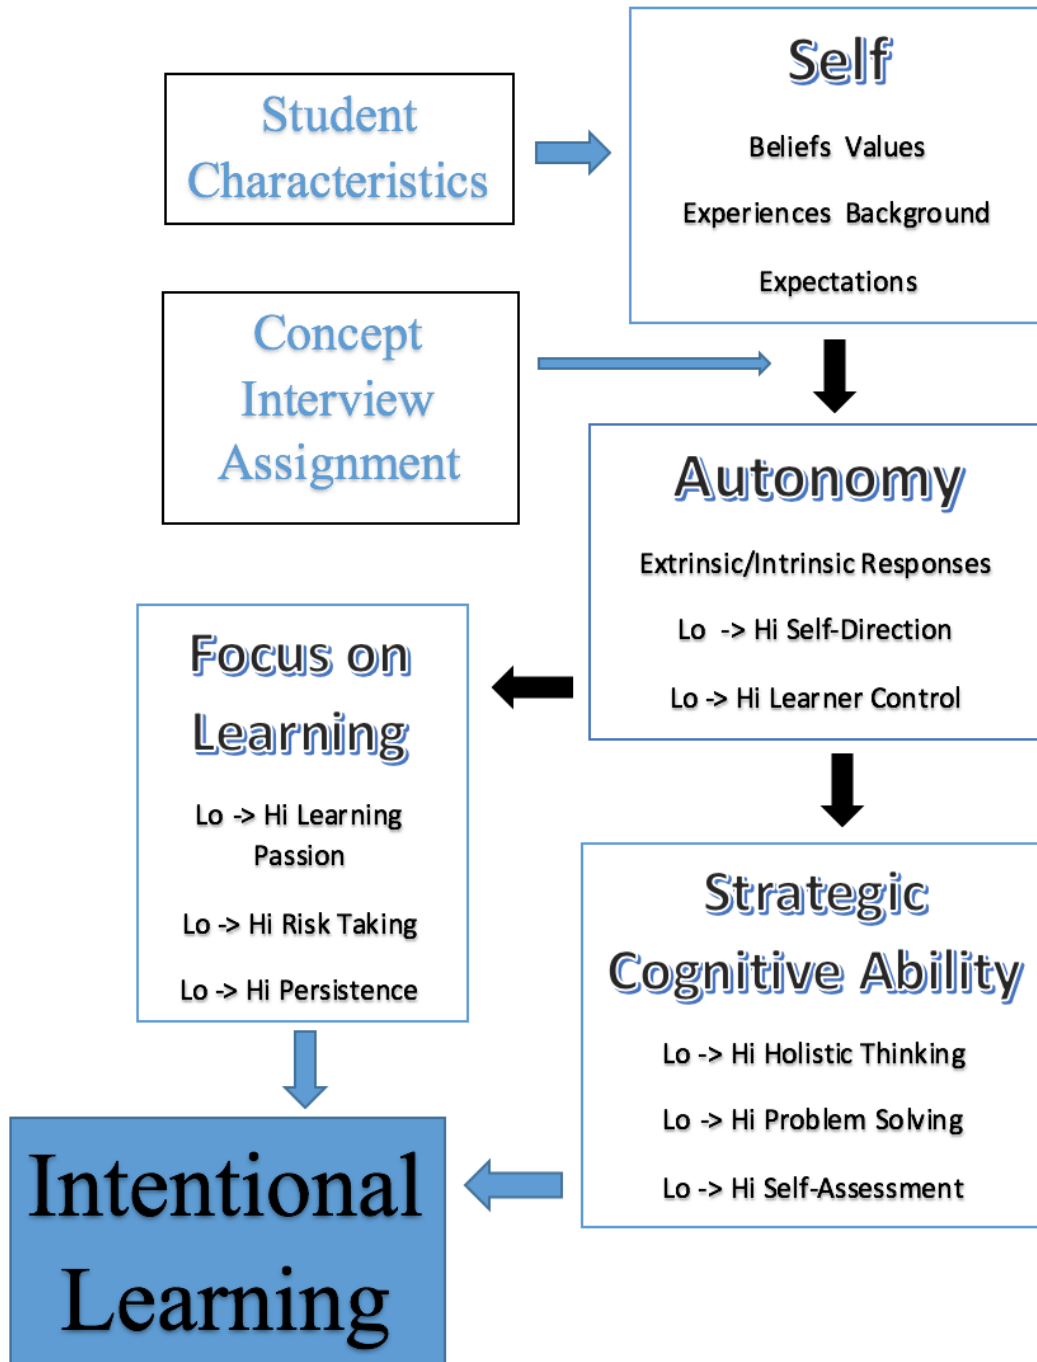 Student
Characteristics
Self
Beliefs Values
Experiences Background
Expectations
Concept
Interview
Assignment
Autonomy
Extrinsic/Intrinsic Responses
Lo -> Hi Self-Direction
Lo -> Hi Learner Control
Focus on
Learning
Lo -> Hi Learning
Passion
Lo -> Hi Risk Taking
Lo -> Hi Persistence
Strategic
Cognitive Ability
Lo -> Hi Holistic Thinking
Lo -> Hi Problem Solving
Lo -> Hi Self-Assessment
Intentional
Learning